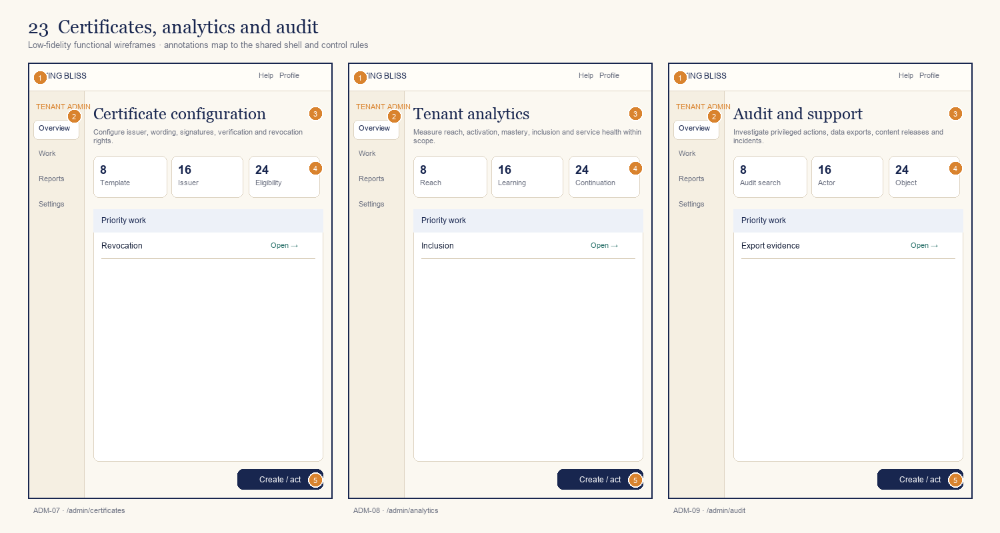 23 Certificates, analytics and audit
Low-fidelity functional wireframes · annotations map to the shared shell and control rules
1 ING BLISS
Help Profile
TENANT ADMIN
2
Overview
Work
Reports
Settings
Certificate configuration
3
Configure issuer, wording, signatures, verification and revocation
rights.
8
Template
16
Issuer
24
Eligibility
4
Priority work
Revocation
Open →
Create / act
5
ADM-07 · /admin/certificates
1 ING BLISS
Help Profile
TENANT ADMIN
2
Overview
Work
Reports
Settings
Tenant analytics
3
Measure reach, activation, mastery, inclusion and service health within
scope.
8
Reach
16
Learning
24
Continuation
4
Priority work
Inclusion
Open →
Create / act
5
ADM-08 · /admin/analytics
1 ING BLISS
Help Profile
TENANT ADMIN
2
Overview
Work
Reports
Settings
Audit and support
3
Investigate privileged actions, data exports, content releases and
incidents.
8
Audit search
16
Actor
24
Object
4
Priority work
Export evidence
Open →
Create / act
5
ADM-09 · /admin/audit